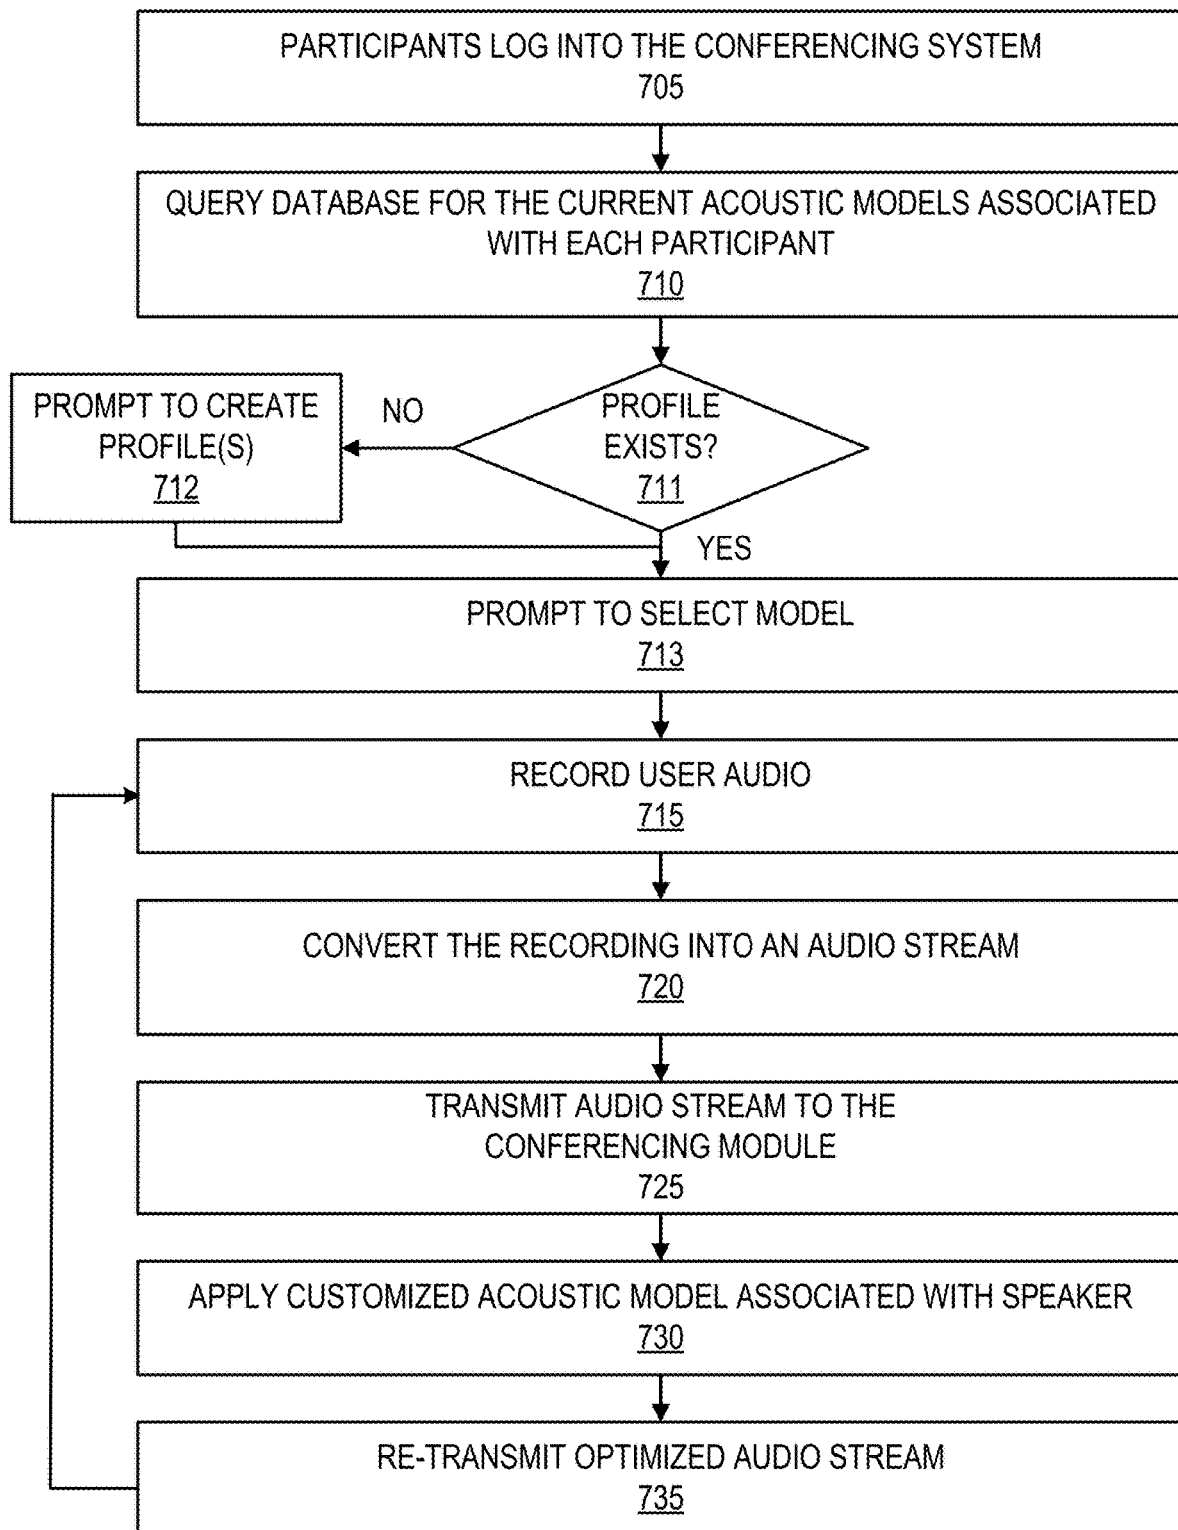 PARTICIPANTS LOG INTO THE CONFERENCING SYSTEM
705
QUERY DATABASE FOR THE CURRENT ACOUSTIC MODELS ASSOCIATED
WITH EACH PARTICIPANT
710
PROFILE
EXISTS?
711
NO
PROMPT TO CREATE
PROFILE(S)
712
YES
PROMPT TO SELECT MODEL
713
RECORD USER AUDIO
715
CONVERT THE RECORDING INTO AN AUDIO STREAM
720
TRANSMIT AUDIO STREAM TO THE
CONFERENCING MODULE
725
APPLY CUSTOMIZED ACOUSTIC MODEL ASSOCIATED WITH SPEAKER
730
RE-TRANSMIT OPTIMIZED AUDIO STREAM
735